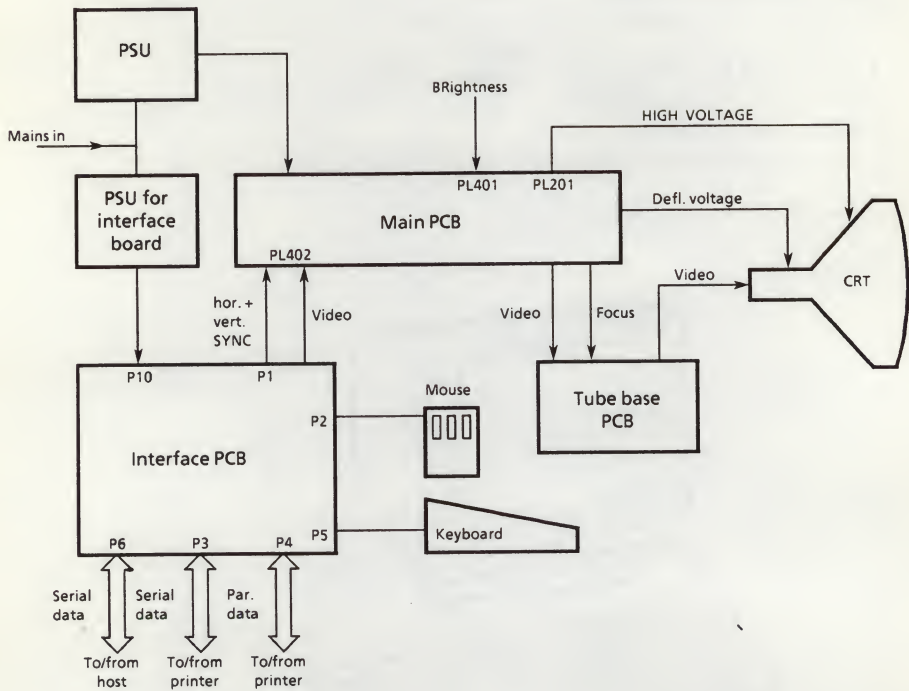 PSU
BRightness
HIGH VOLTAGE
Mains in
PSU for
interface
board
PL401
PL201
Main PCB
PL402
Defl. voltage
CRT
Video
hor. +
vert.
SYNC
Video
Video
Focus
P10
P1
P2
Mouse
Tube base
PCB
Interface PCB
P5
Keyboard
P6
P3
P4
Serial
data
Serial
data
Par.
data
To/from
host
To/from
printer
To/from
printer